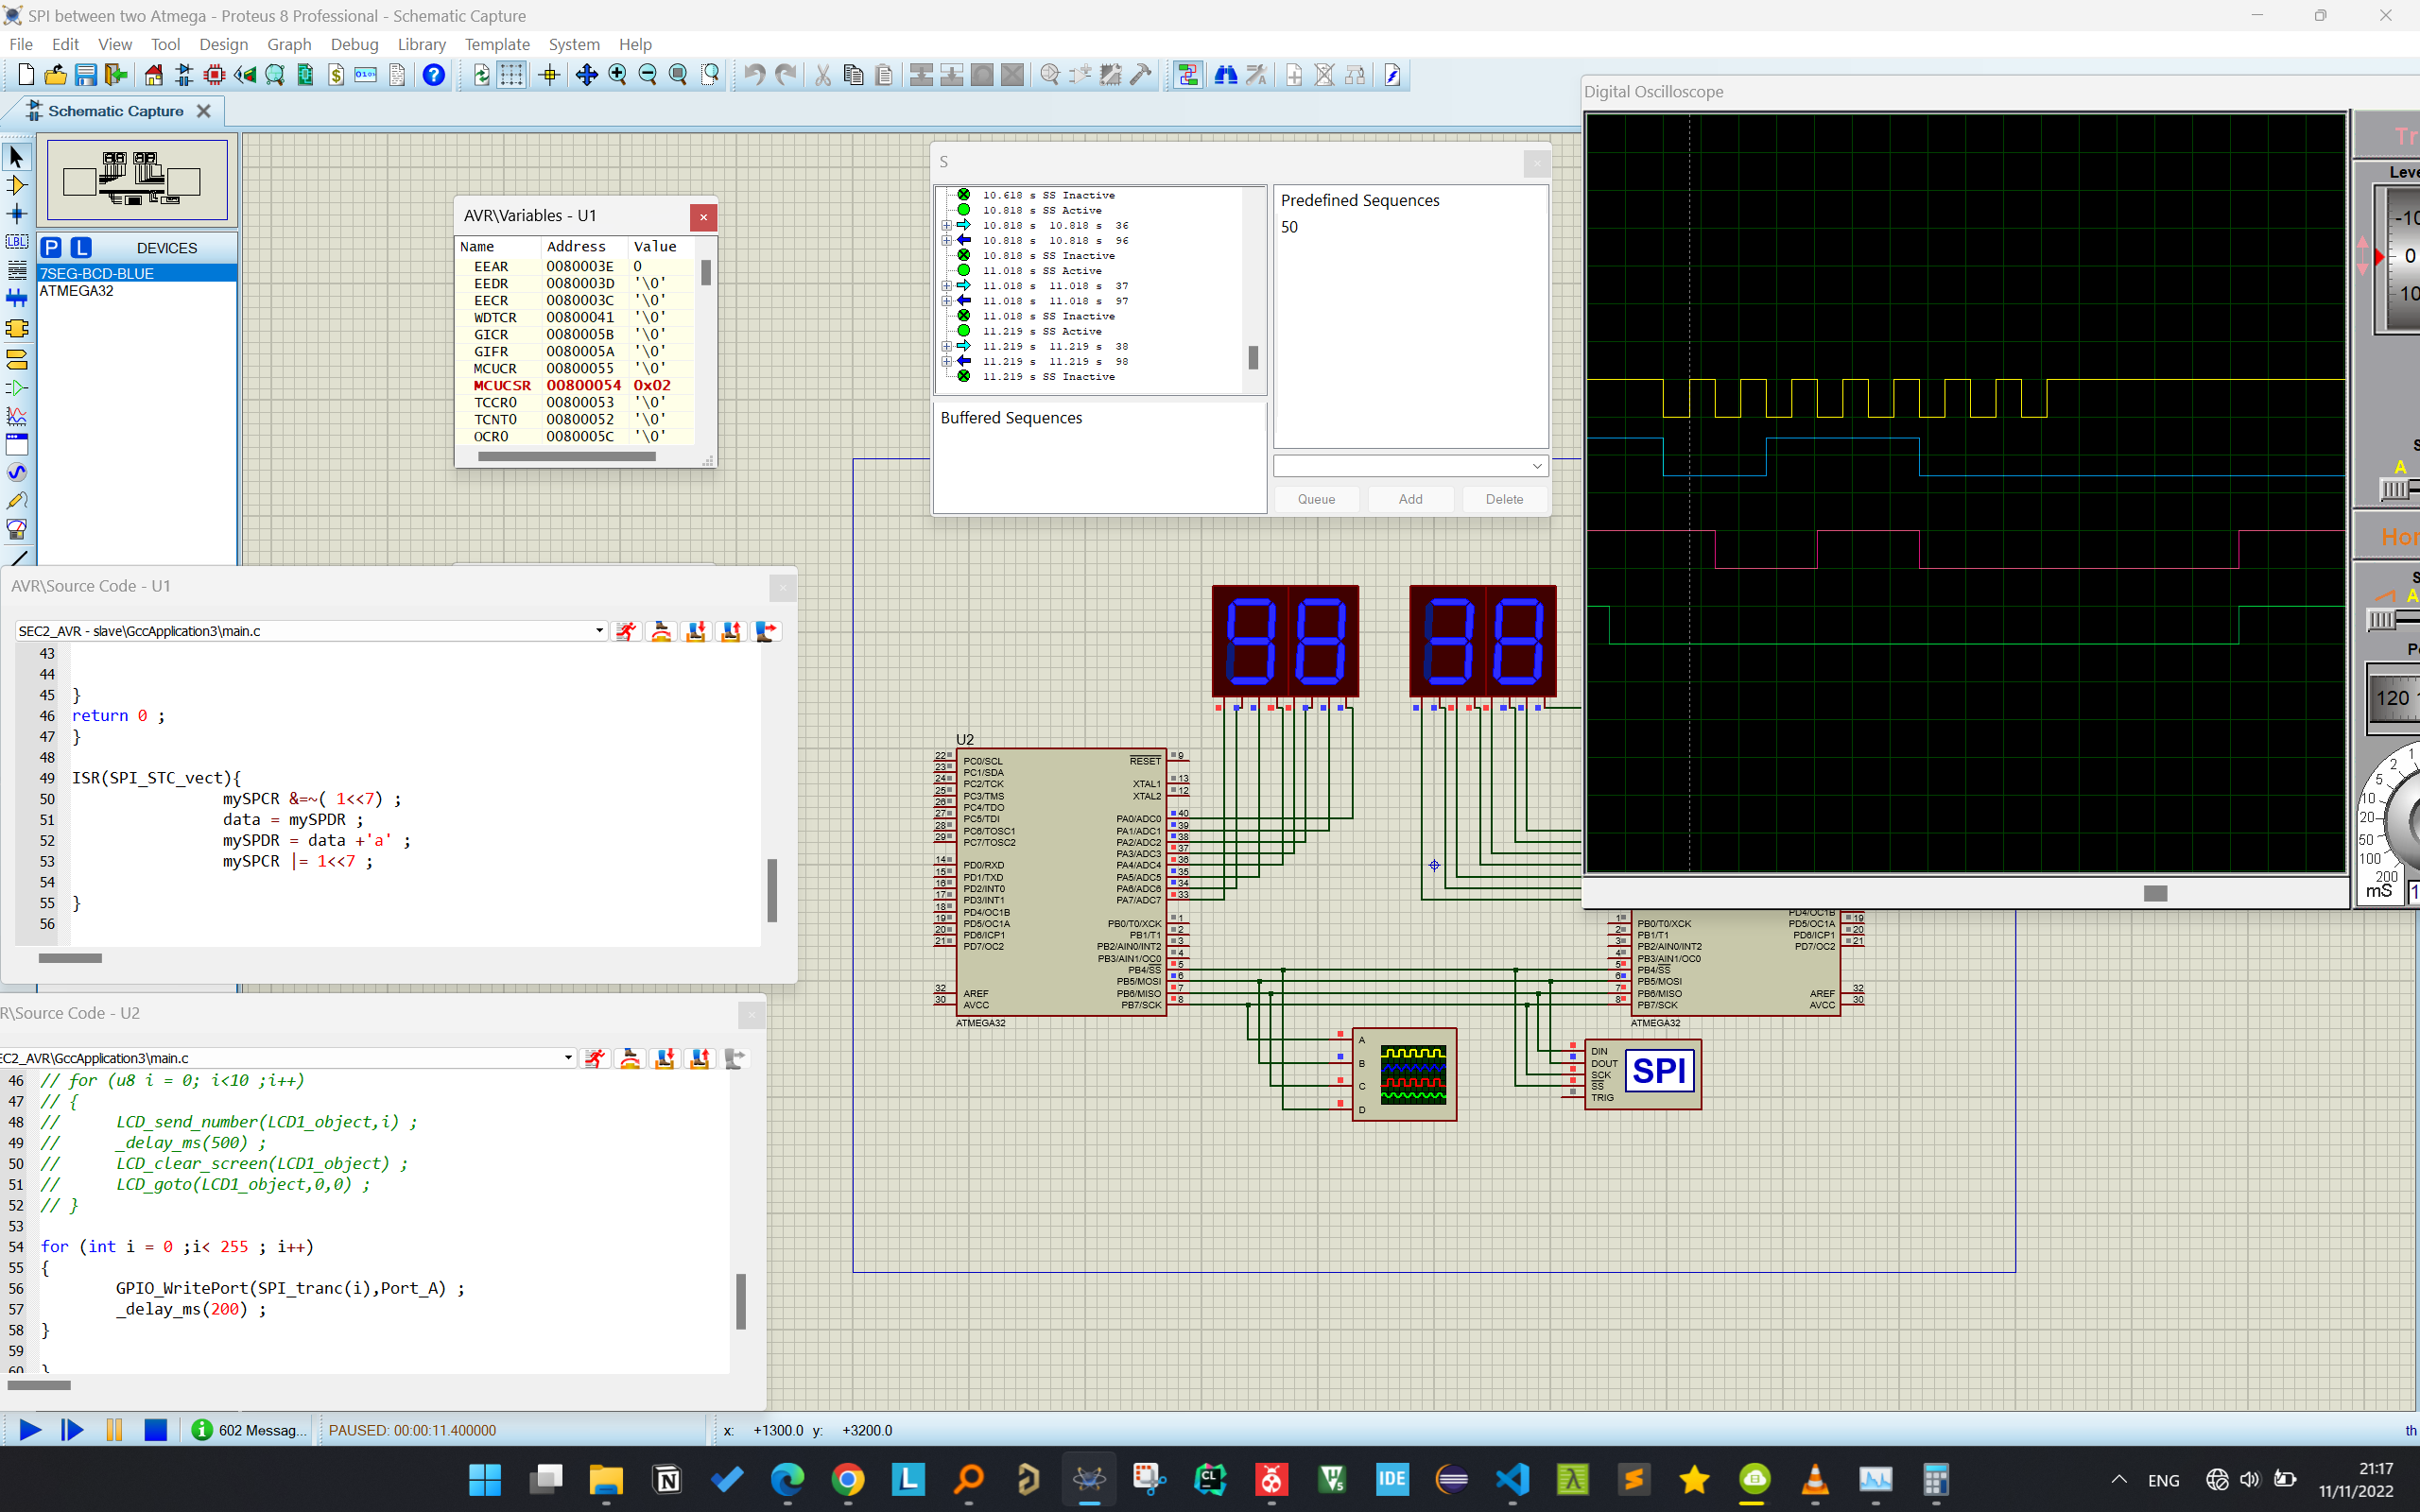 SPI between two Atmega - Proteus 8 Professional - Schematic Capture
File Edit View Tool Design Graph Debug Library Template System Help
Schematic Capture
P L DEVICES
7SEG-BCD-BLUE
ATMEGA32
AVR\Variables - U1
Name Address Value
EEAR 0080003E 0
EEDR 0080003D '\0'
EECR 0080003C '\0'
WDTCR 00800041 '\0'
GICR 0080005B '\0'
GIFR 0080005A '\0'
MCUCR 00800055 '\0'
MCUCSR 00800054 0x02
TCCR0 00800053 '\0'
TCNT0 00800052 '\0'
OCR0 0080005C '\0'
S
10.618 s SS Inactive
10.818 s SS Active
10.818 s 10.818 s 36
10.818 s 10.818 s 96
10.818 s SS Inactive
11.018 s SS Active
11.018 s 11.018 s 37
11.018 s 11.018 s 97
11.018 s SS Inactive
11.219 s SS Active
11.219 s 11.219 s 38
11.219 s 11.219 s 98
11.219 s SS Inactive
Predefined Sequences
50
Buffered Sequences
Queue Add Delete
Digital Oscilloscope
AVR\Source Code - U1
SEC2_AVR - slave\GccApplication3\main.c
43
44
45 }
46 return 0 ;
47 }
48
49 ISR(SPI_STC_vect){
50 mySPCR &=~( 1<<7) ;
51 data = mySPDR ;
52 mySPDR = data +'a' ;
53 mySPCR |= 1<<7 ;
54
55 }
56
R\Source Code - U2
EC2_AVR\GccApplication3\main.c
46 // for (u8 i = 0; i<10 ;i++)
47 // {
48 // LCD_send_number(LCD1_object,i) ;
49 // _delay_ms(500) ;
50 // LCD_clear_screen(LCD1_object) ;
51 // LCD_goto(LCD1_object,0,0) ;
52 // }
53
54 for (int i = 0 ;i< 255 ; i++)
55 {
56 GPIO_WritePort(SPI_tranc(i),Port_A) ;
57 _delay_ms(200) ;
58 }
59
60 }
98 38
U2
22 PC0/SCL RESET 9
23 PC1/SDA
24 PC2/TCK XTAL1 13
25 PC3/TMS XTAL2 12
26 PC4/TDO
27 PC5/TDI PA0/ADC0 40
28 PC6/TOSC1 PA1/ADC1 39
29 PC7/TOSC2 PA2/ADC2 38
PA3/ADC3 37
14 PD0/RXD PA4/ADC4 36
15 PD1/TXD PA5/ADC5 35
16 PD2/INT0 PA6/ADC6 34
17 PD3/INT1 PA7/ADC7 33
18 PD4/OC1B
19 PD5/OC1A PB0/T0/XCK 1
20 PD6/ICP1 PB1/T1 2
21 PD7/OC2 PB2/AIN0/INT2 3
PB3/AIN1/OC0 4
PB4/SS 5
PB5/MOSI 6
32 AREF PB6/MISO 7
30 AVCC PB7/SCK 8
ATMEGA32
PD4/OC1B
1 PB0/T0/XCK PD5/OC1A 19
2 PB1/T1 PD6/ICP1 20
3 PB2/AIN0/INT2 PD7/OC2 21
4 PB3/AIN1/OC0
5 PB4/SS
6 PB5/MOSI
7 PB6/MISO AREF 32
8 PB7/SCK AVCC 30
ATMEGA32
A
B
C
D
DIN
DOUT
SCK
SS
TRIG
SPI
Tr
Leve
-10
0
10
S
A
Hor
S
A
Po
120
1
2
5
10
20
50
100
200
mS
602 Messag...
PAUSED: 00:00:11.400000
x: +1300.0 y: +3200.0
th
ENG
21:17
11/11/2022